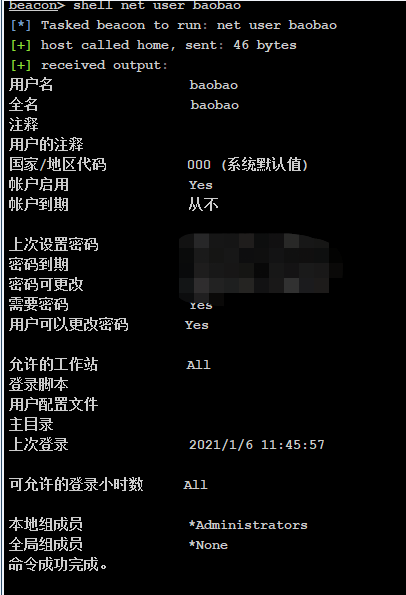 beacon> shell net user baobao
[*] Tasked beacon to run: net user baobao
[+] host called home, sent: 46 bytes
[+] received output:
用户名 baobao
全名 baobao
注释
用户的注释
国家/地区代码 000 (系统默认值)
帐户启用 Yes
帐户到期 从不
上次设置密码
密码到期
密码可更改
需要密码 Yes
用户可以更改密码 Yes
允许的工作站 All
登录脚本
用户配置文件
主目录
上次登录 2021/1/6 11:45:57
可允许的登录小时数 All
本地组成员 *Administrators
全局组成员 *None
命令成功完成。